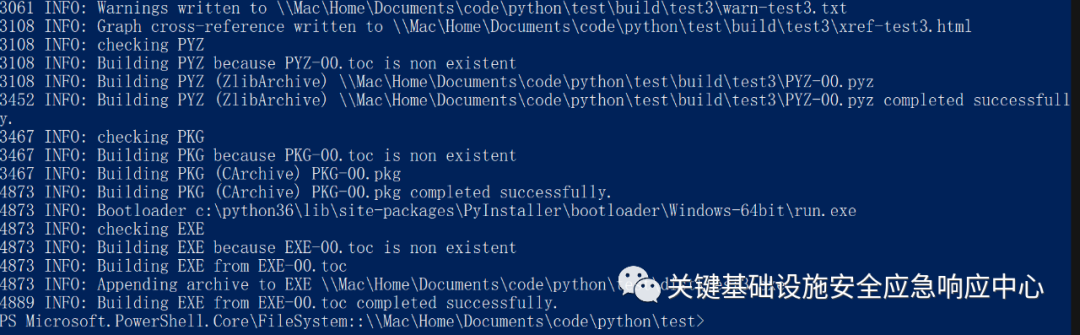 3061 INFO: Warnings written to \\Mac\Home\Documents\code\python\test\build\test3\warn-test3.txt
3108 INFO: Graph cross-reference written to \\Mac\Home\Documents\code\python\test\build\test3\xref-test3.html
3108 INFO: checking PYZ
3108 INFO: Building PYZ because PYZ-00.toc is non existent
3108 INFO: Building PYZ (ZlibArchive) \\Mac\Home\Documents\code\python\test\build\test3\PYZ-00.pyz
3452 INFO: Building PYZ (ZlibArchive) \\Mac\Home\Documents\code\python\test\build\test3\PYZ-00.pyz completed successfull
y.
3467 INFO: checking PKG
3467 INFO: Building PKG because PKG-00.toc is non existent
3467 INFO: Building PKG (CArchive) PKG-00.pkg
4873 INFO: Building PKG (CArchive) PKG-00.pkg completed successfully.
4873 INFO: Bootloader c:\python36\lib\site-packages\PyInstaller\bootloader\Windows-64bit\run.exe
4873 INFO: checking EXE
4873 INFO: Building EXE because EXE-00.toc is non existent
4873 INFO: Building EXE from EXE-00.toc
4873 INFO: Appending archive to EXE \\Mac\Home\Documents\code\python\te
关键基础设施安全应急响应中心
4889 INFO: Building EXE from EXE-00.toc completed successfully.
PS Microsoft.PowerShell.Core\FileSystem::\\Mac\Home\Documents\code\python\test>